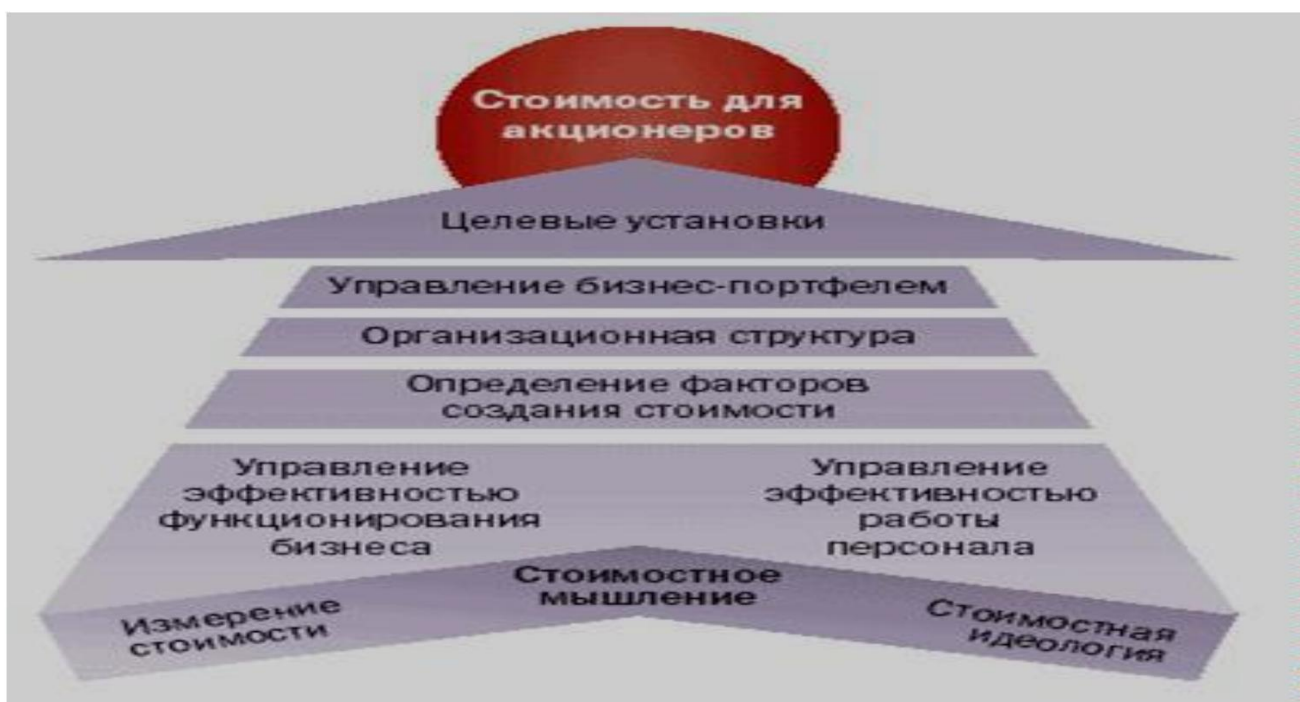 Стоимость для
акционеров
Целевые установки
Управление бизнес-портфелем
Организационная структура
Определение факторов
создания стоимости
Управление
эффективностью
функционирования
бизнеса
Управление
эффективностью
работы
персонала
Стоимостное
мышление
Измерение
стоимости
Стоимостная
идеология